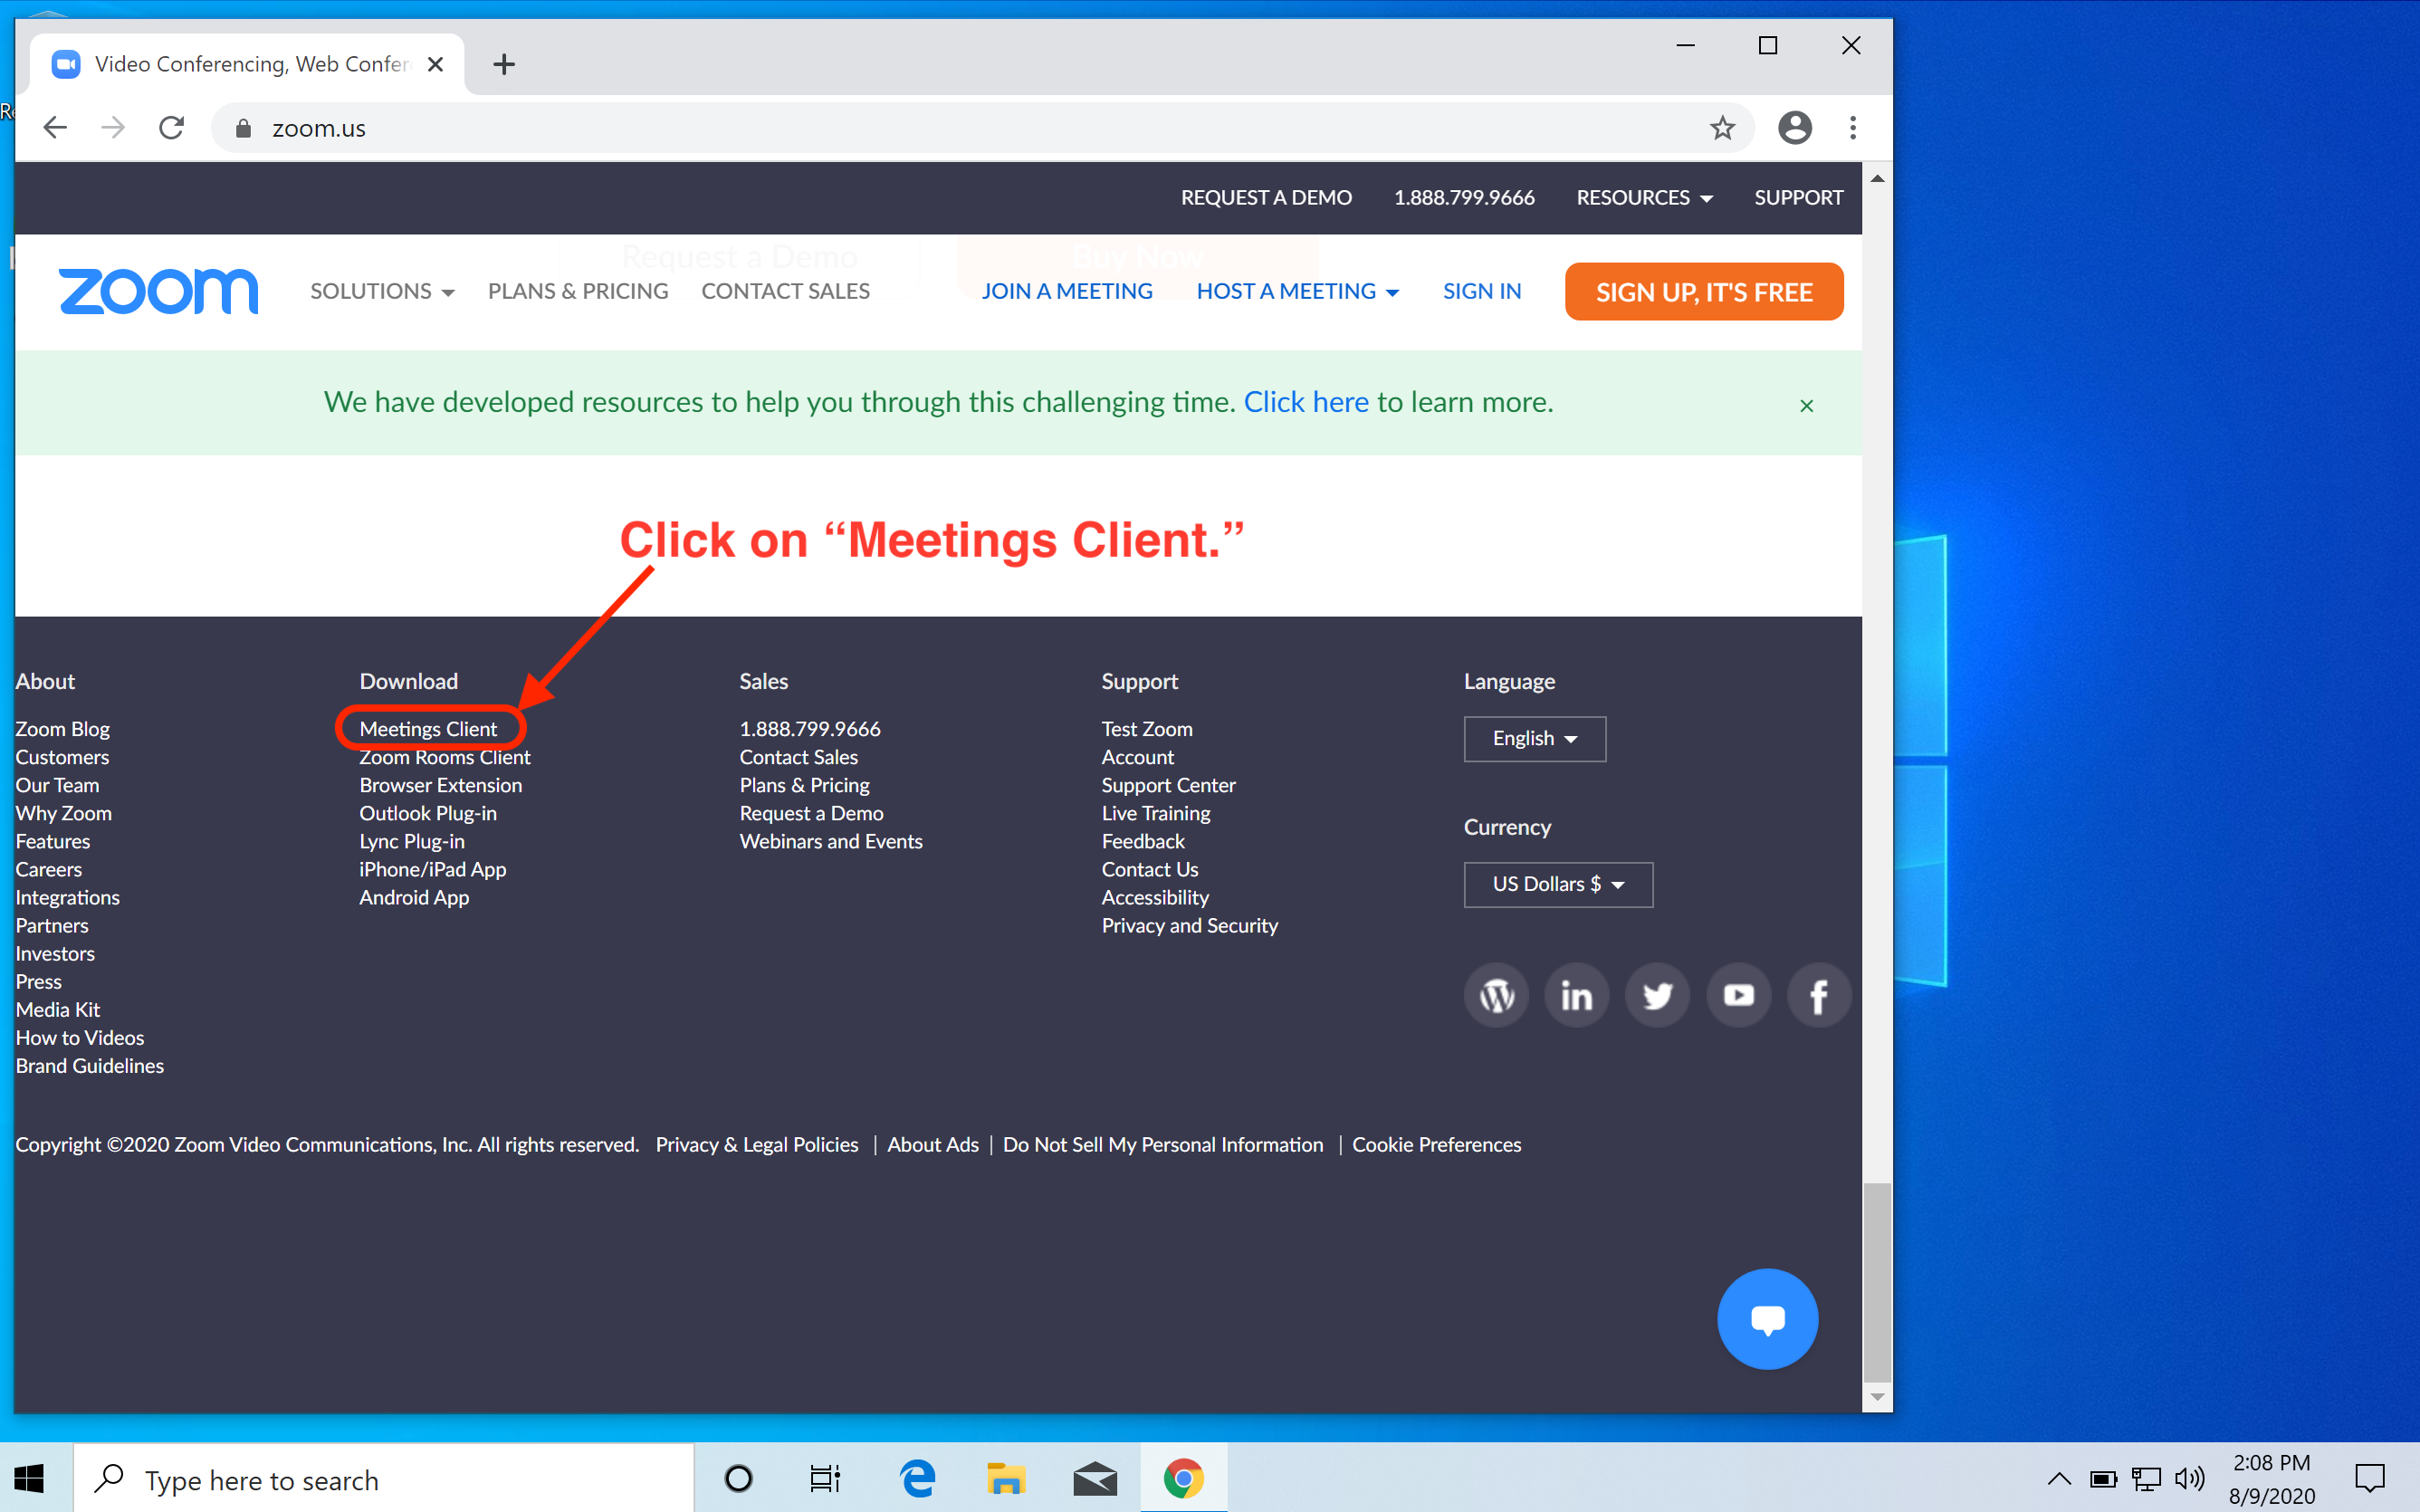 Video Conferencing, Web Confer
zoom.us
REQUEST A DEMO 1.888.799.9666 RESOURCES SUPPORT
Request a Demo Buy Now
zoom SOLUTIONS PLANS & PRICING CONTACT SALES JOIN A MEETING HOST A MEETING SIGN IN SIGN UP, IT'S FREE
We have developed resources to help you through this challenging time. Click here to learn more.
Click on “Meetings Client.”
About
Zoom Blog
Customers
Our Team
Why Zoom
Features
Careers
Integrations
Partners
Investors
Press
Media Kit
How to Videos
Brand Guidelines
Download
Meetings Client
Zoom Rooms Client
Browser Extension
Outlook Plug-in
Lync Plug-in
iPhone/iPad App
Android App
Sales
1.888.799.9666
Contact Sales
Plans & Pricing
Request a Demo
Webinars and Events
Support
Test Zoom
Account
Support Center
Live Training
Feedback
Contact Us
Accessibility
Privacy and Security
Language
English
Currency
US Dollars $
Copyright ©2020 Zoom Video Communications, Inc. All rights reserved. Privacy & Legal Policies | About Ads | Do Not Sell My Personal Information | Cookie Preferences
Type here to search
2:08 PM
8/9/2020